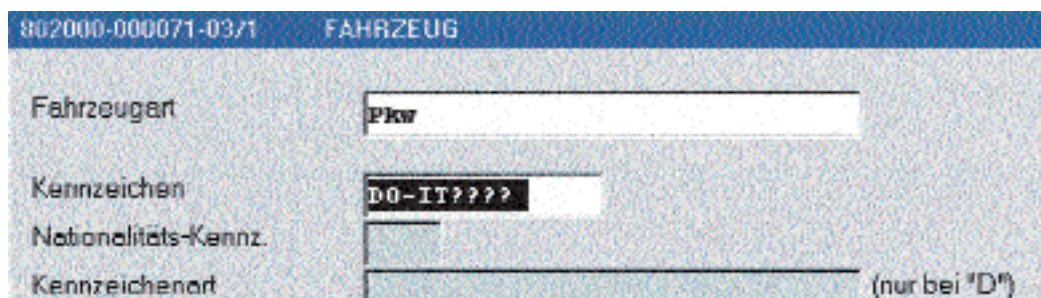 802000-000071-03/1 FAHRZEUG
Fahrzeugart Pkw
Kennzeichen DO-IT????
Nationalitäts-Kennz.
Kennzeichenart (nur bei "D")